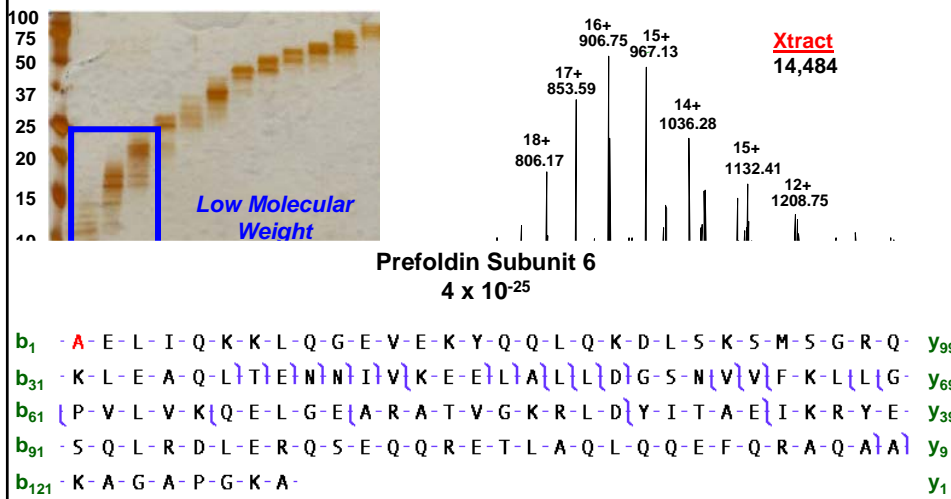 100
75
50
37
25
20
15
10
Low Molecular
Weight
18+
806.17
17+
853.59
16+
906.75
15+
967.13
14+
1036.28
15+
1132.41
12+
1208.75
Xtract
14,484
Prefoldin Subunit 6
4 x 10-25
b1 A-E-L-I-Q-K-K-L-Q-G-E-V-E-K-Y-Q-Q-L-Q-K-D-L-S-K-S-M-S-G-R-Q- y99
b31 K-L-E-A-Q-L-T-E-N-N-I-V-K-E-E-L-A-L-L-D-G-S-N-V-V-F-K-L-L-G- y69
b61 P-V-L-V-K-Q-E-L-G-E-A-R-A-T-V-G-K-R-L-D-Y-I-T-A-E-I-K-R-Y-E- y39
b91 S-Q-L-R-D-L-E-R-Q-S-E-Q-Q-R-E-T-L-A-Q-L-Q-Q-E-F-Q-R-A-Q-A-A y9
b121 K-A-G-A-P-G-K-A- y1